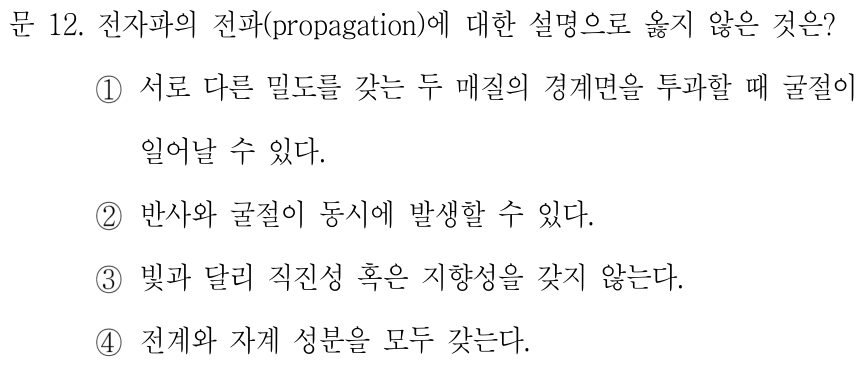 문 12. 전자파의 전파(propagation)에 대한 설명으로 옳지 않은 것은?
① 서로 다른 밀도를 갖는 두 매질의 경계면을 투과할 때 굴절이
일어날 수 있다.
② 반사와 굴절이 동시에 발생할 수 있다.
③ 빛과 달리 직진성 혹은 지향성을 갖지 않는다.
④ 전계와 자계 성분을 모두 갖는다.